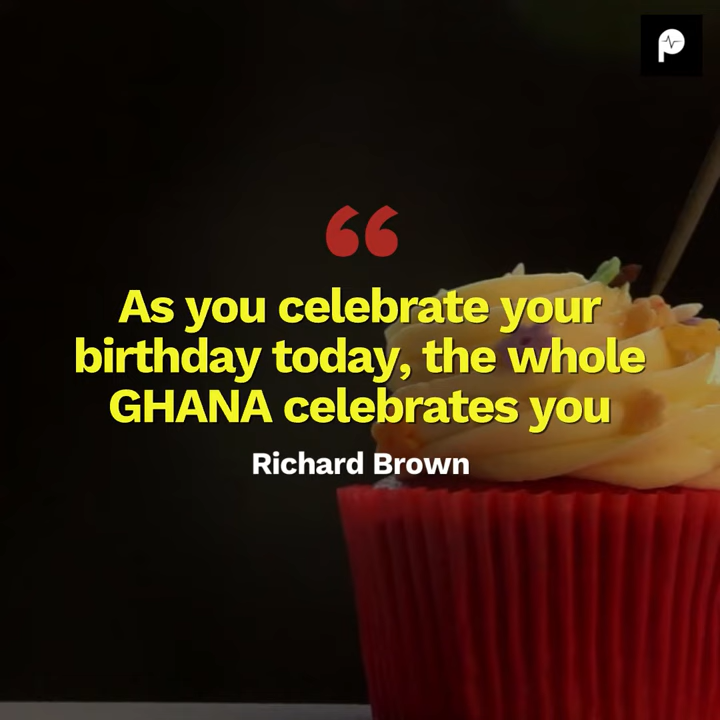 “
As you celebrate your
birthday today, the whole
GHANA celebrates you
Richard Brown